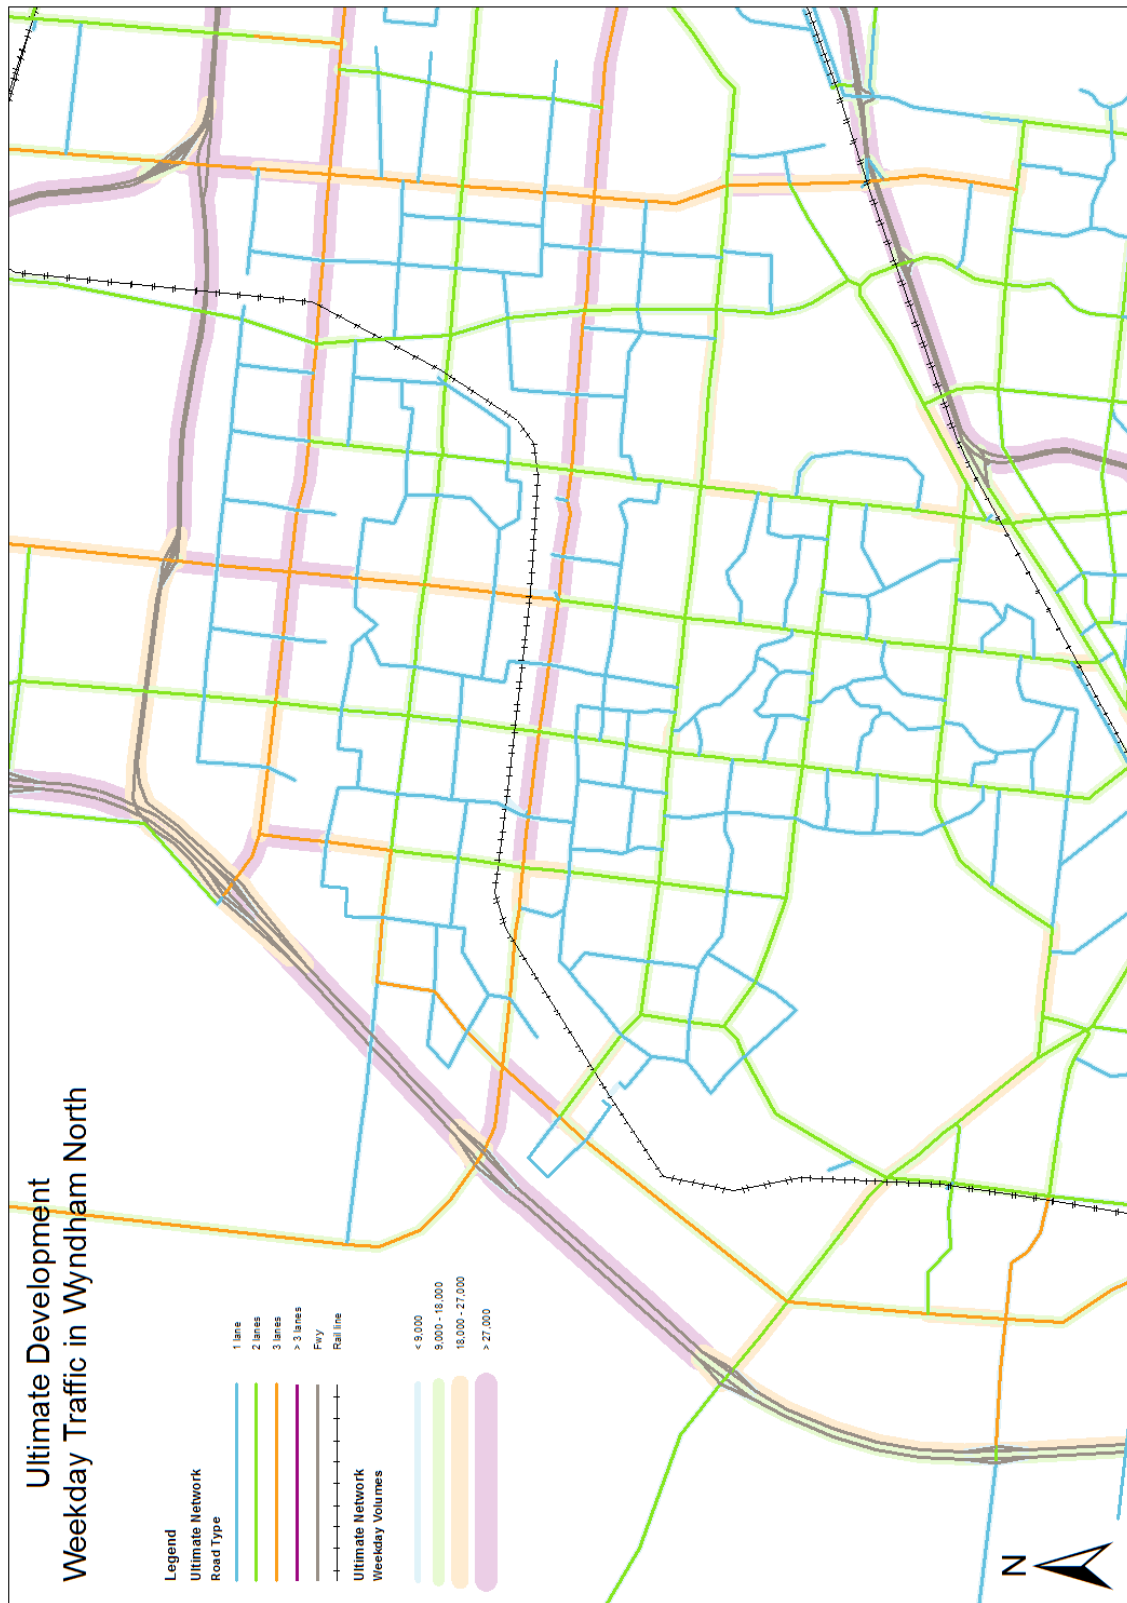 Ultimate Development
Weekday Traffic in Wyndham North
Legend
Ultimate Network
Road Type
1 lane
2 lanes
3 lanes
> 3 lanes
Fwy
Rail line
Ultimate Network
Weekday Volumes
< 9,000
9,000 - 18,000
18,000 - 27,000
> 27,000
N